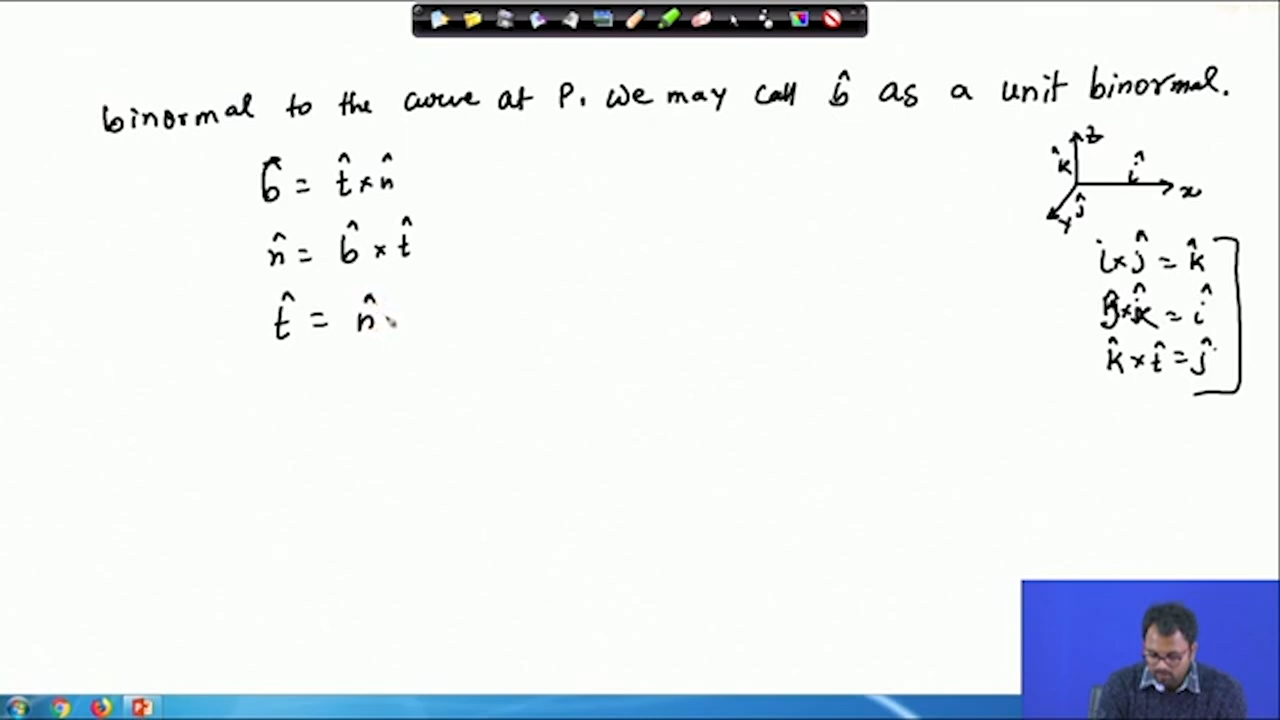 binormal to the curve at P. We may call b̂ as a unit binormal.
b̂ = t̂ × n̂
n̂ = b̂ × t̂
t̂ = n̂
z
k̂
î
x
ĵ
y
i × ĵ = k̂
ĵ × k̂ = î
k̂ × t̂ = ĵ